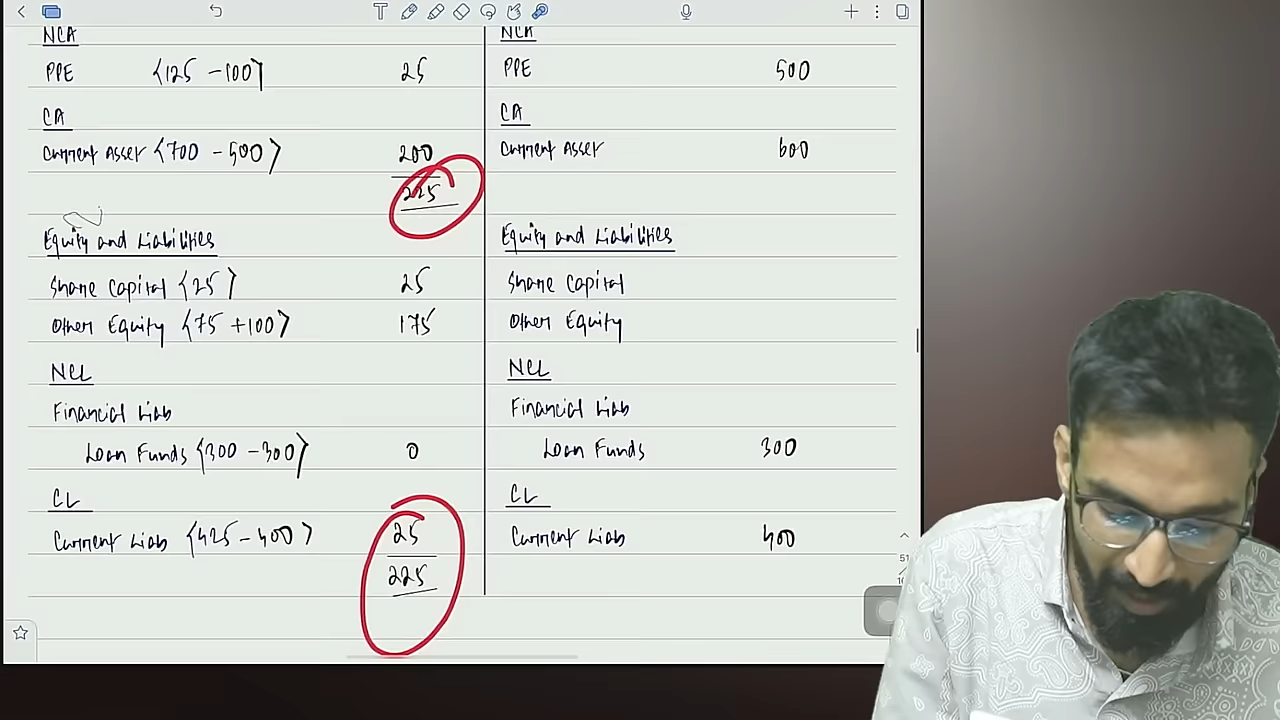 NCA
PPE {125 - 100} 25
CA
Current Asset {700 - 500} 200
225
Equity and Liabilities
Share Capital {25} 25
Other Equity {75 + 100} 175
NCL
Financial Liab
Loan Funds {300 - 300} 0
CL
Current Liab {425 - 400} 25
225
NCA
PPE 500
CA
Current Asset 600
Equity and Liabilities
Share Capital
Other Equity
NCL
Financial Liab
Loan Funds 300
CL
Current Liab 400
51